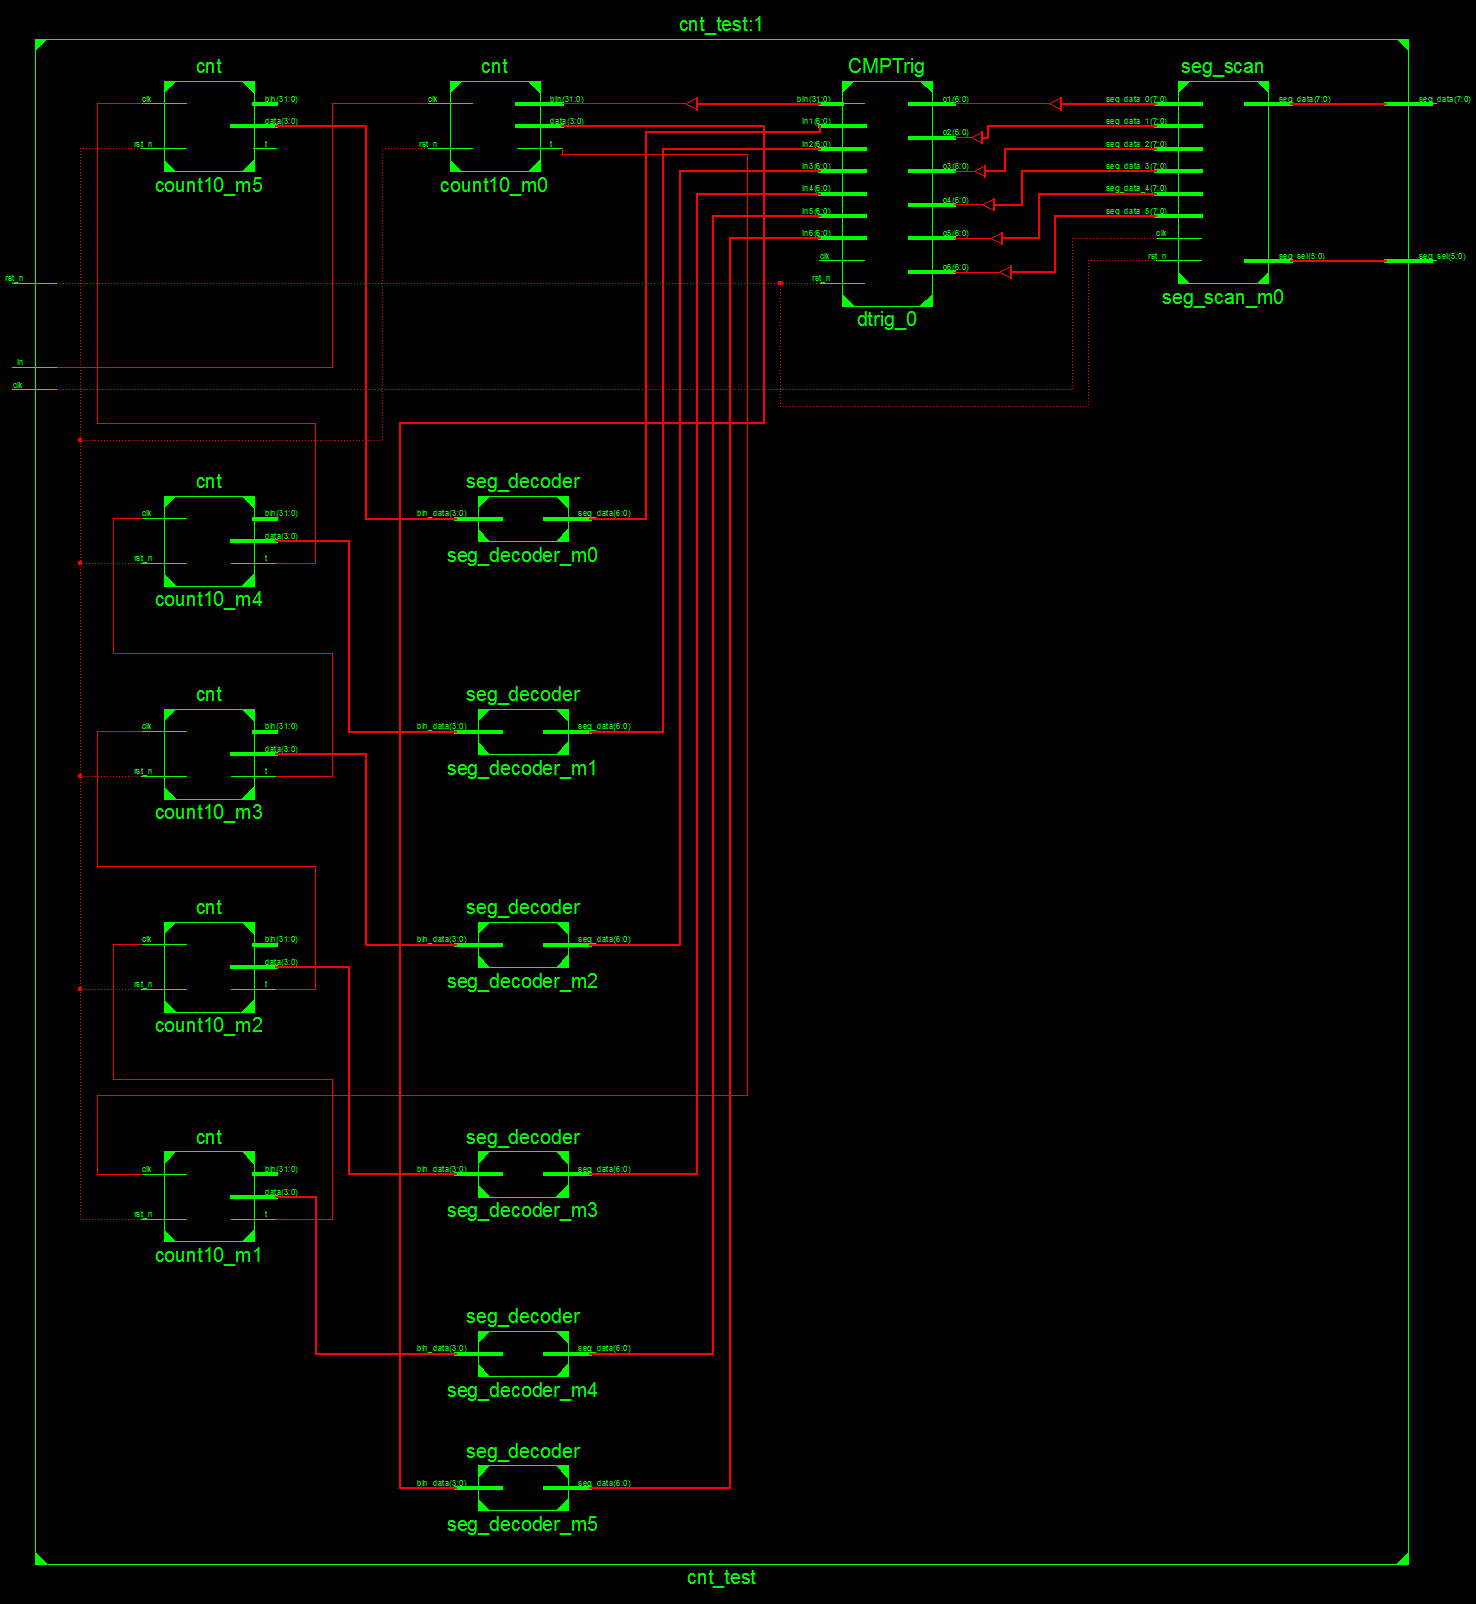 cnt_test:1
cnt
clk
bin(31:0)
data(3:0)
rst_n
t
count10_m5
cnt
clk
bin(31:0)
data(3:0)
rst_n
t
count10_m0
CMPTrig
bin(31:0)
in1(6:0)
in2(6:0)
in3(6:0)
in4(6:0)
in5(6:0)
in6(6:0)
clk
rst_n
o1(6:0)
o2(6:0)
o3(6:0)
o4(6:0)
o5(6:0)
o6(6:0)
dtrig_0
seg_scan
seg_data_0(7:0)
seg_data_1(7:0)
seg_data_2(7:0)
seg_data_3(7:0)
seg_data_4(7:0)
seg_data_5(7:0)
clk
rst_n
seg_data(7:0)
seg_sel(5:0)
seg_scan_m0
seg_data(7:0)
seg_sel(5:0)
rst_n
in
clk
cnt
clk
bin(31:0)
data(3:0)
rst_n
t
count10_m4
seg_decoder
bin_data(3:0)
seg_data(6:0)
seg_decoder_m0
cnt
clk
bin(31:0)
data(3:0)
rst_n
t
count10_m3
seg_decoder
bin_data(3:0)
seg_data(6:0)
seg_decoder_m1
cnt
clk
bin(31:0)
data(3:0)
rst_n
t
count10_m2
seg_decoder
bin_data(3:0)
seg_data(6:0)
seg_decoder_m2
cnt
clk
bin(31:0)
data(3:0)
rst_n
t
count10_m1
seg_decoder
bin_data(3:0)
seg_data(6:0)
seg_decoder_m3
seg_decoder
bin_data(3:0)
seg_data(6:0)
seg_decoder_m4
seg_decoder
bin_data(3:0)
seg_data(6:0)
seg_decoder_m5
cnt_test